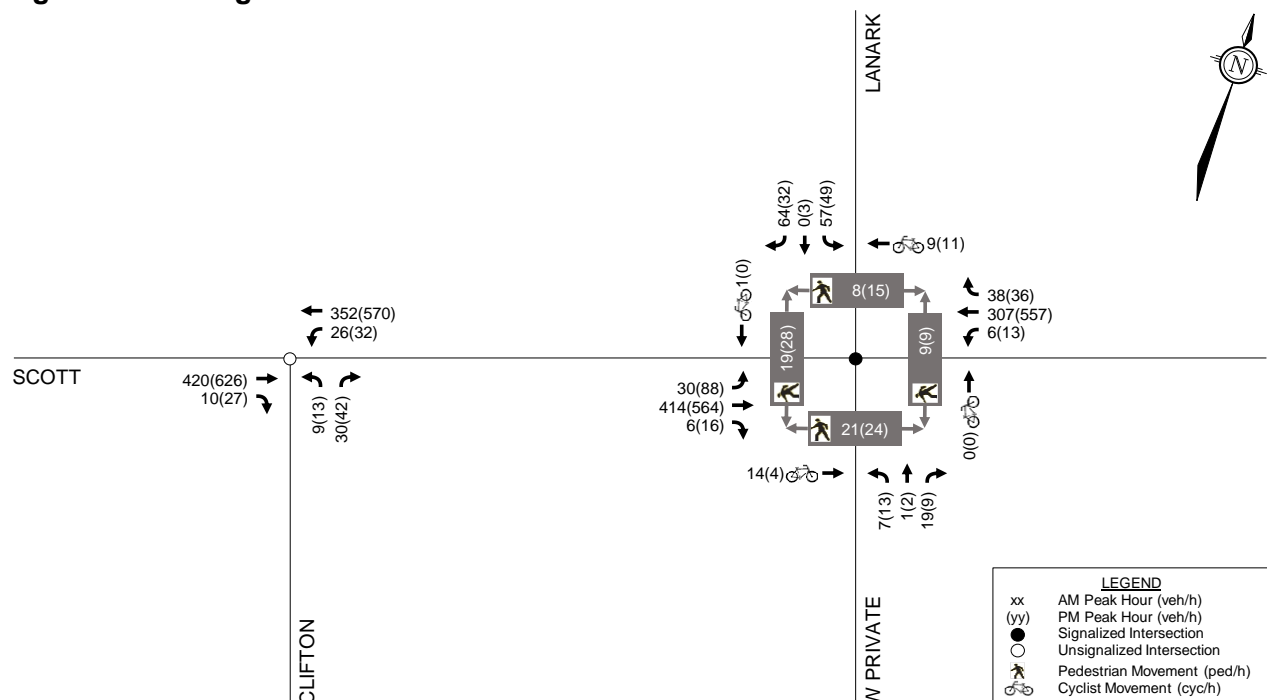 LANARK
N
64(32)
0(3)
57(49)
9(11)
1(0)
8(15)
38(36)
307(557)
6(13)
352(570)
26(32)
19(28)
9(9)
SCOTT
420(626)
10(27)
9(13)
30(42)
30(88)
414(564)
6(16)
21(24)
0(0)
14(4)
7(13)
1(2)
19(9)
CLIFTON
W PRIVATE
LEGEND
xx AM Peak Hour (veh/h)
(yy) PM Peak Hour (veh/h)
Signalized Intersection
Unsignalized Intersection
Pedestrian Movement (ped/h)
Cyclist Movement (cyc/h)